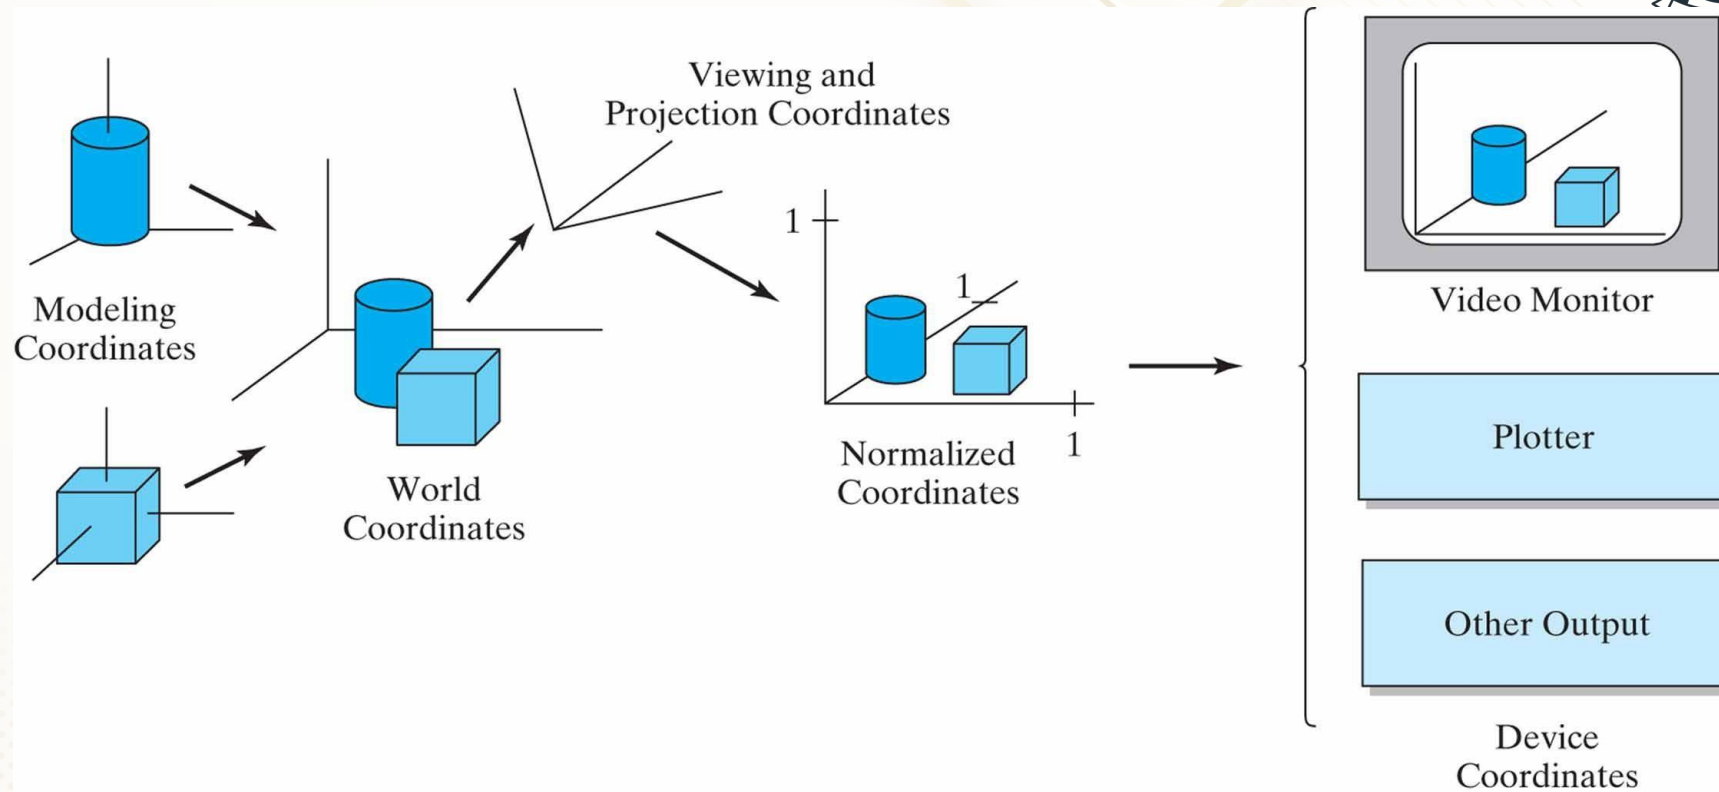 Viewing and
Projection Coordinates
Modeling
Coordinates
World
Coordinates
1
1
1
Normalized
Coordinates
Video Monitor
Plotter
Other Output
Device
Coordinates